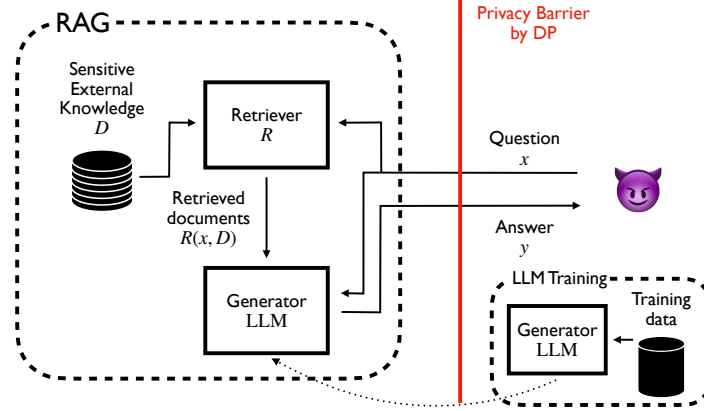 RAG
Privacy Barrier
by DP
Sensitive
External
Knowledge
D
Retriever
R
Question
x
Retrieved
documents
R(x, D)
Answer
y
Generator
LLM
LLM Training
Training
data
Generator
LLM